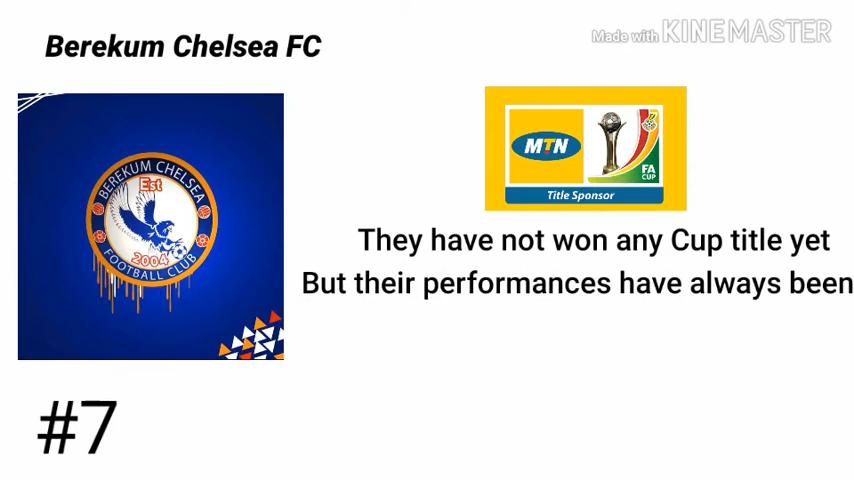 Berekum Chelsea FC
Made with KINEMASTER
BEREKUM CHELSEA
Est
2004
FOOTBALL CLUB
MTN
FA
CUP
Title Sponsor
They have not won any Cup title yet
But their performances have always been
#7